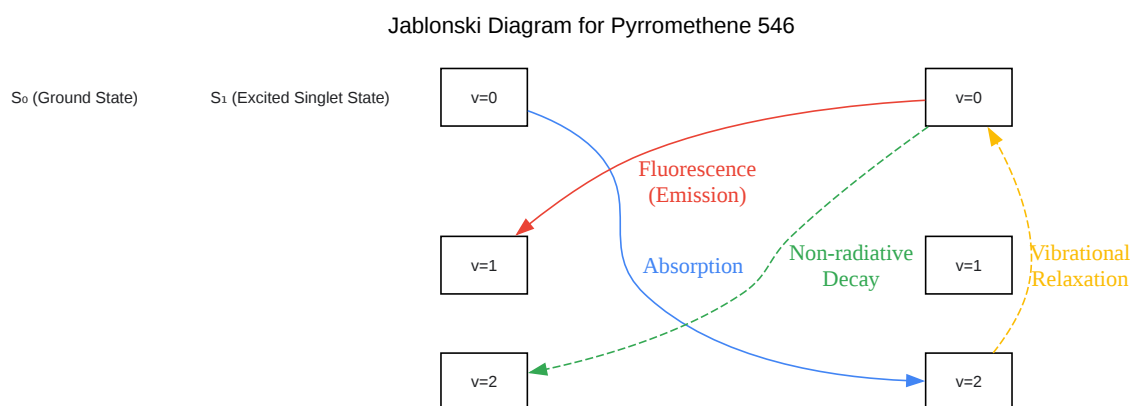 Jablonski Diagram for Pyrromethene 546
S₀ (Ground State)
S₁ (Excited Singlet State)
v=0
v=0
Fluorescence
(Emission)
v=1
Absorption
Non-radiative
Decay
v=1
Vibrational
Relaxation
v=2
v=2